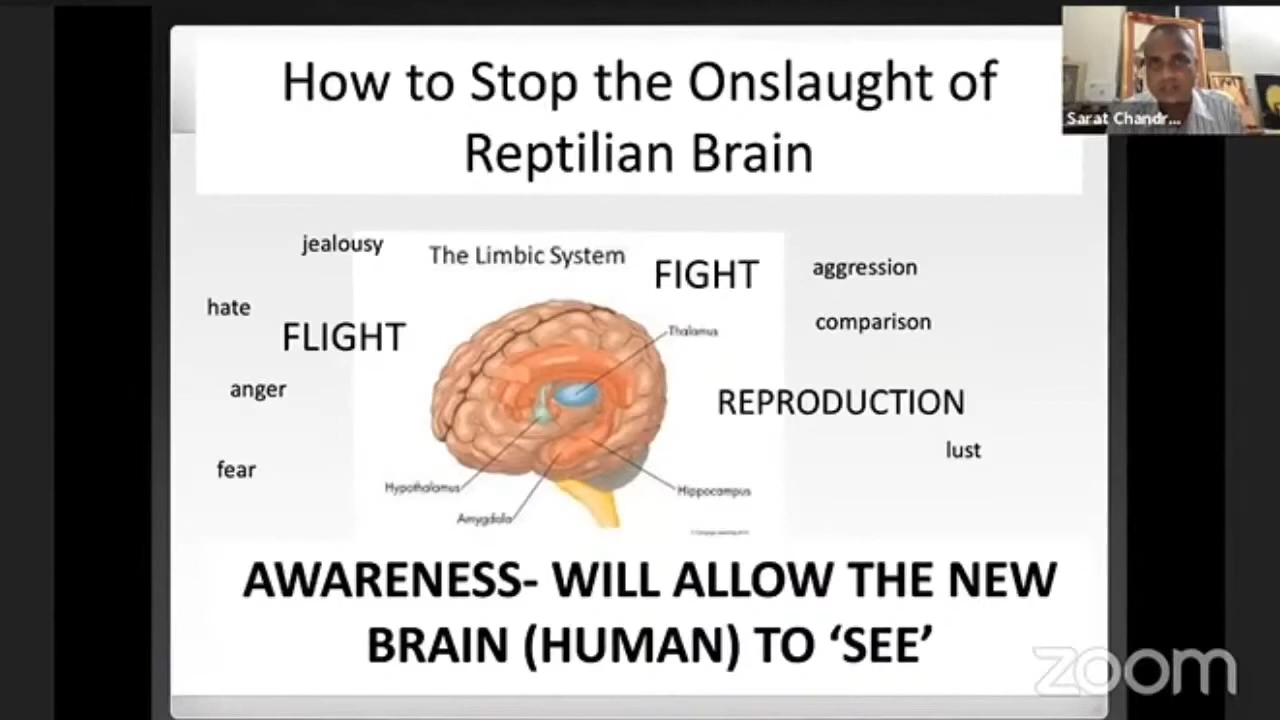 How to Stop the Onslaught of
Reptilian Brain
Sarat Chandr...
jealousy
The Limbic System
FIGHT
aggression
hate
FLIGHT
Thalamus
comparison
anger
REPRODUCTION
lust
fear
Hypothalamus
Hippocampus
Amygdala
AWARENESS- WILL ALLOW THE NEW
BRAIN (HUMAN) TO ‘SEE’
zoom